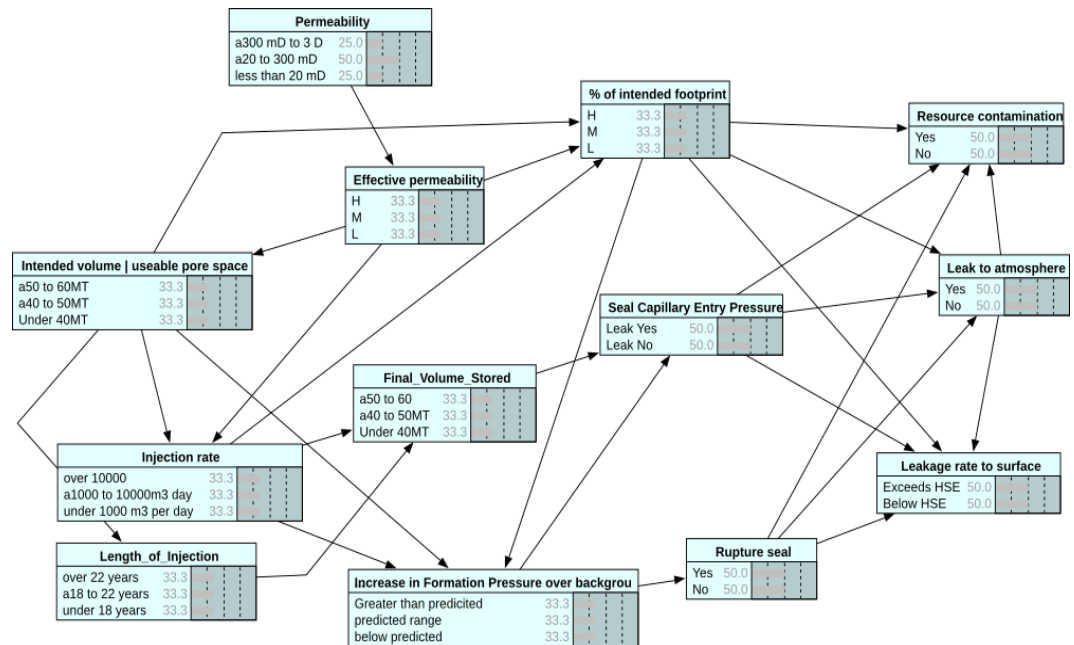 Permeability
a300 mD to 3 D 25.0
a20 to 300 mD 50.0
less than 20 mD 25.0
% of intended footprint
H 33.3
M 33.3
L 33.3
Resource contamination
Yes 50.0
No 50.0
Effective permeability
H 33.3
M 33.3
L 33.3
Intended volume | useable pore space
a50 to 60MT 33.3
a40 to 50MT 33.3
Under 40MT 33.3
Leak to atmosphere
Yes 50.0
No 50.0
Seal Capillary Entry Pressure
Leak Yes 50.0
Leak No 50.0
Final_Volume_Stored
a50 to 60 33.3
a40 to 50MT 33.3
Under 40MT 33.3
Injection rate
over 10000 33.3
a1000 to 10000m3 day 33.3
under 1000 m3 per day 33.3
Leakage rate to surface
Exceeds HSE 50.0
Below HSE 50.0
Length_of_Injection
over 22 years 33.3
a18 to 22 years 33.3
under 18 years 33.3
Rupture seal
Yes 50.0
No 50.0
Increase in Formation Pressure over backgrou
Greater than predicited 33.3
predicted range 33.3
below predicted 33.3